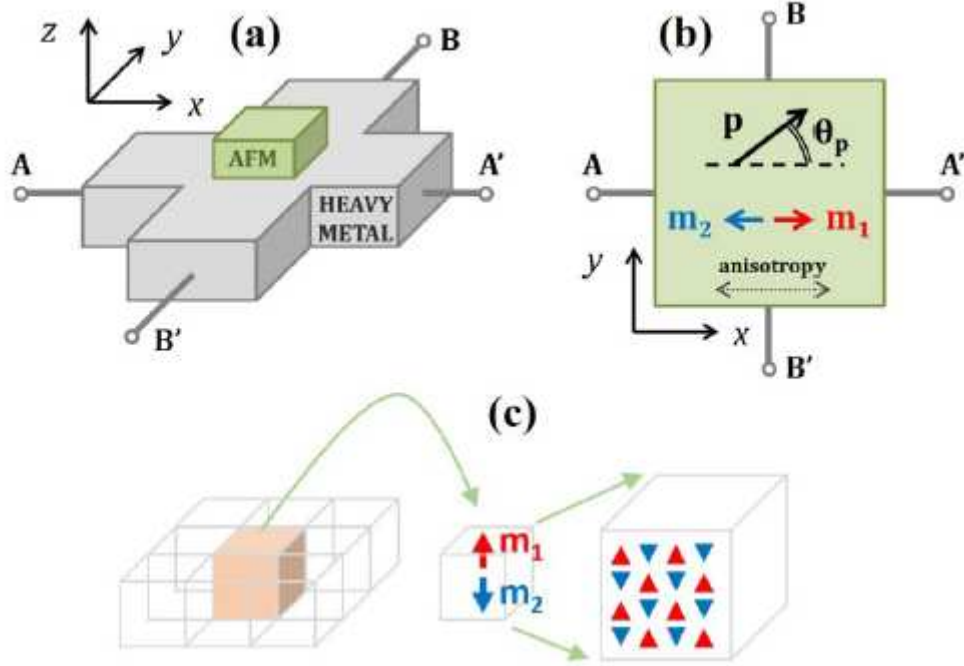 (a)
z
y
x
B
A
AFM
A'
HEAVY
METAL
B'
(b)
B
p
θp
A
A'
m2
m1
anisotropy
y
x
B'
(c)
m1
m2